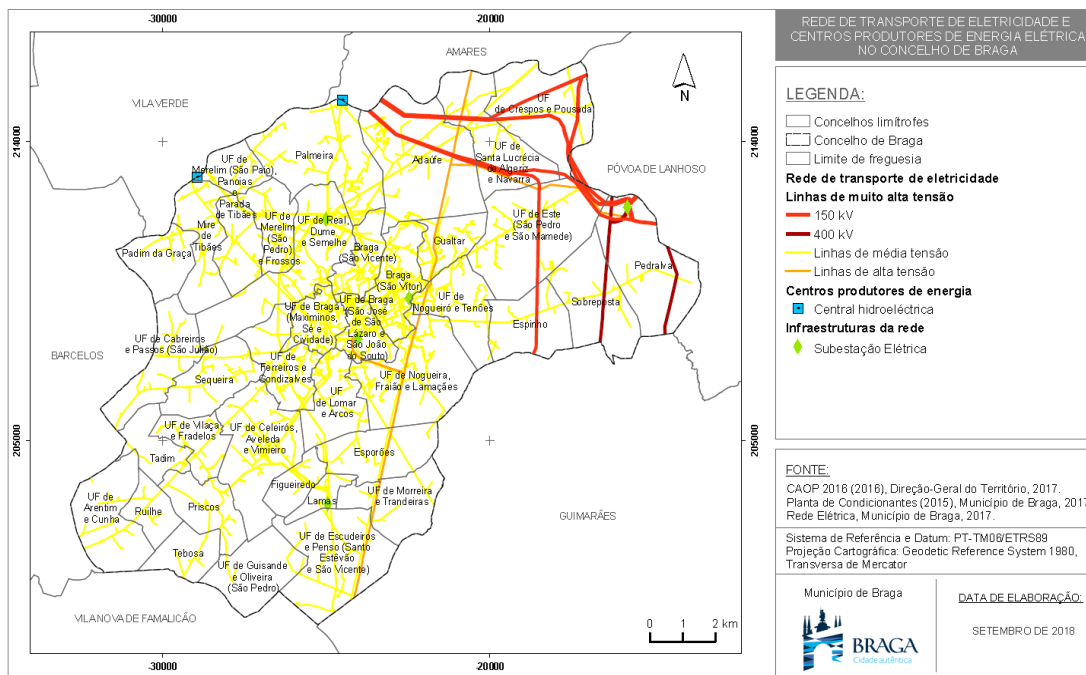 -30000
-20000
REDE DE TRANSPORTE DE ELETRICIDADE E
CENTROS PRODUTORES DE ENERGIA ELÉTRICA
NO CONCELHO DE BRAGA
AMARES
VILA VERDE
N
214000
214000
UF
de Crespos e Pousada
Palmeira
Adaúfe
UF de
Santa Lucrécia
de Algeriz
e Navarra
PÓVOA DE LANHOSO
UF de
Merelim (São Paio),
Panoias
e
Parada
de Tibães
Mire
de
Tibães
Padim da Graça
UF de
Merelim
(São
Pedro)
e Frossos
UF de Real,
Dume
e Semelhe
Braga
(São Vicente)
Gualtar
UF de Este
(São Pedro
e São Mamede)
Pedralva
Braga
(São Vítor)
UF de
Nogueiró e Tenões
Sobreposta
Espinho
UF de Braga
(Maximinos,
Sé e
Cividade)
UF de Braga
(São José
de São
Lázaro e
São João
do Souto)
UF de Cabreiros
e Passos (São Julião)
BARCELOS
Sequeira
UF de
Ferreiros e
Gondizalves
UF de Nogueira,
Fraião e Lamaçães
UF
de Lomar
e Arcos
UF de Vilaça
e Fradelos
UF de Celeirós,
Aveleda
e Vimieiro
205000
205000
Tadim
Esporões
Figueiredo
UF de
Arentim
e Cunha
Ruilhe
Priscos
Lamas
UF de Morreira
e Trandeiras
GUIMARÃES
Tebosa
UF de Escudeiros
e Penso (Santo
Estêvão
e São Vicente)
UF de Guisande
e Oliveira
(São Pedro)
VILA NOVA DE FAMALICÃO
0 1 2 km
-30000
-20000
LEGENDA:
Concelhos limítrofes
Concelho de Braga
Limite de freguesia
Rede de transporte de eletricidade
Linhas de muito alta tensão
150 kV
400 kV
Linhas de média tensão
Linhas de alta tensão
Centros produtores de energia
Central hidroeléctrica
Infraestruturas da rede
Subestação Elétrica
FONTE:
CAOP 2016 (2016), Direção-Geral do Território, 2017.
Planta de Condicionantes (2015), Município de Braga, 2017
Rede Elétrica, Município de Braga, 2017.
Sistema de Referência e Datum: PT-TM06/ETRS89
Projeção Cartográfica: Geodetic Reference System 1980,
Transversa de Mercator
Município de Braga
BRAGA
Cidade autêntica
DATA DE ELABORAÇÃO:
SETEMBRO DE 2018